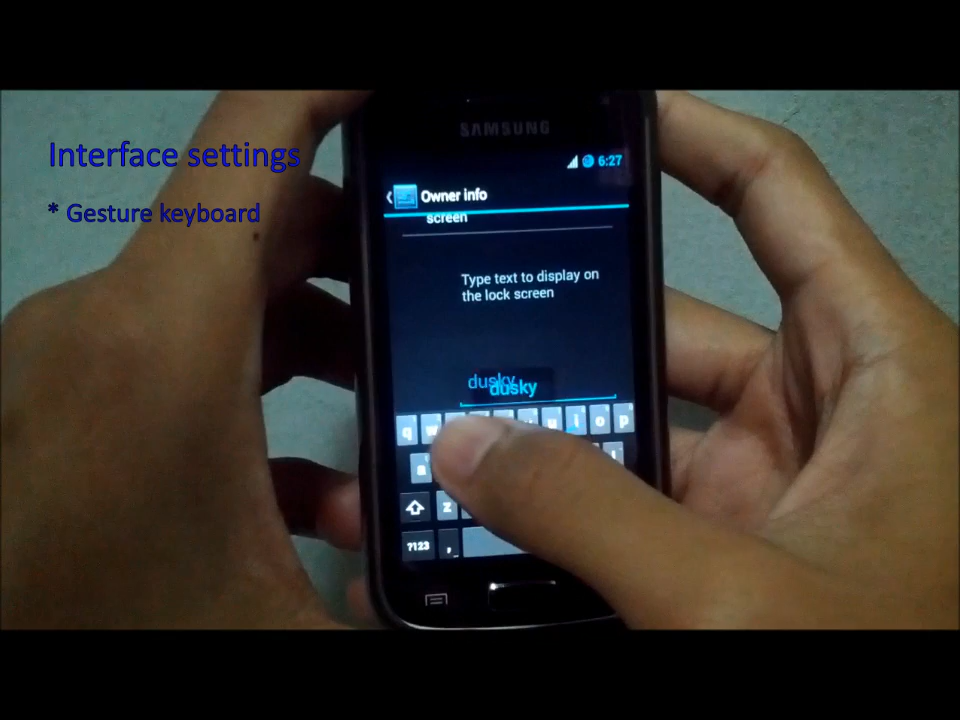 SAMSUNG
Interface settings
6:27
Owner info
* Gesture keyboard
screen
Type text to display on
the lock screen
dusky
dusky
q w u i o p
a
z
?123 ,